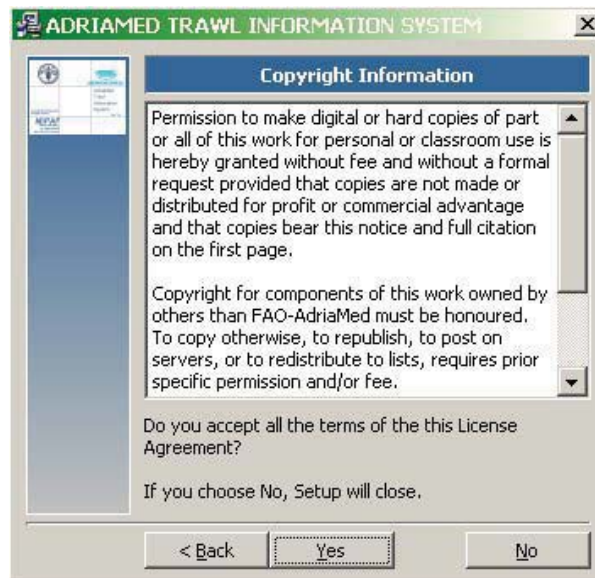 ADRIAMED TRAWL INFORMATION SYSTEM
Copyright Information
Permission to make digital or hard copies of part
or all of this work for personal or classroom use is
hereby granted without fee and without a formal
request provided that copies are not made or
distributed for profit or commercial advantage
and that copies bear this notice and full citation
on the first page.
Copyright for components of this work owned by
others than FAO-AdriaMed must be honoured.
To copy otherwise, to republish, to post on
servers, or to redistribute to lists, requires prior
specific permission and/or fee.
Do you accept all the terms of the this License
Agreement?
If you choose No, Setup will close.
< Back
Yes
No